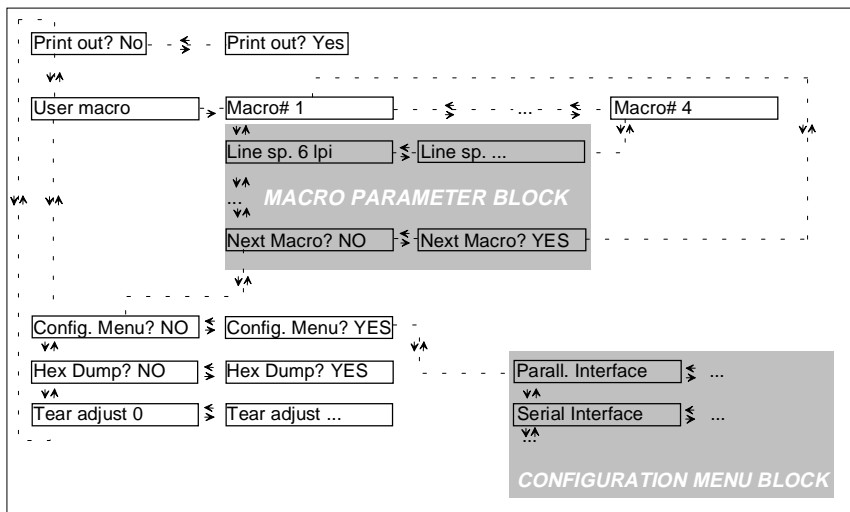 Print out? No Print out? Yes
User macro Macro# 1 ... Macro# 4
Line sp. 6 lpi Line sp. ...
... MACRO PARAMETER BLOCK
Next Macro? NO Next Macro? YES
Config. Menu? NO Config. Menu? YES
Hex Dump? NO Hex Dump? YES Parall. Interface ...
Tear adjust 0 Tear adjust ... Serial Interface ...
...
CONFIGURATION MENU BLOCK